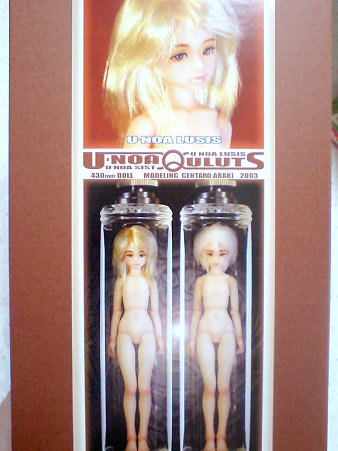 U·NOA LUSIS
U·NOA QULUTS
U NOA LUSIS
U NOA SIST
430mm DOLL MODELING GENTARO ARAKI 2003